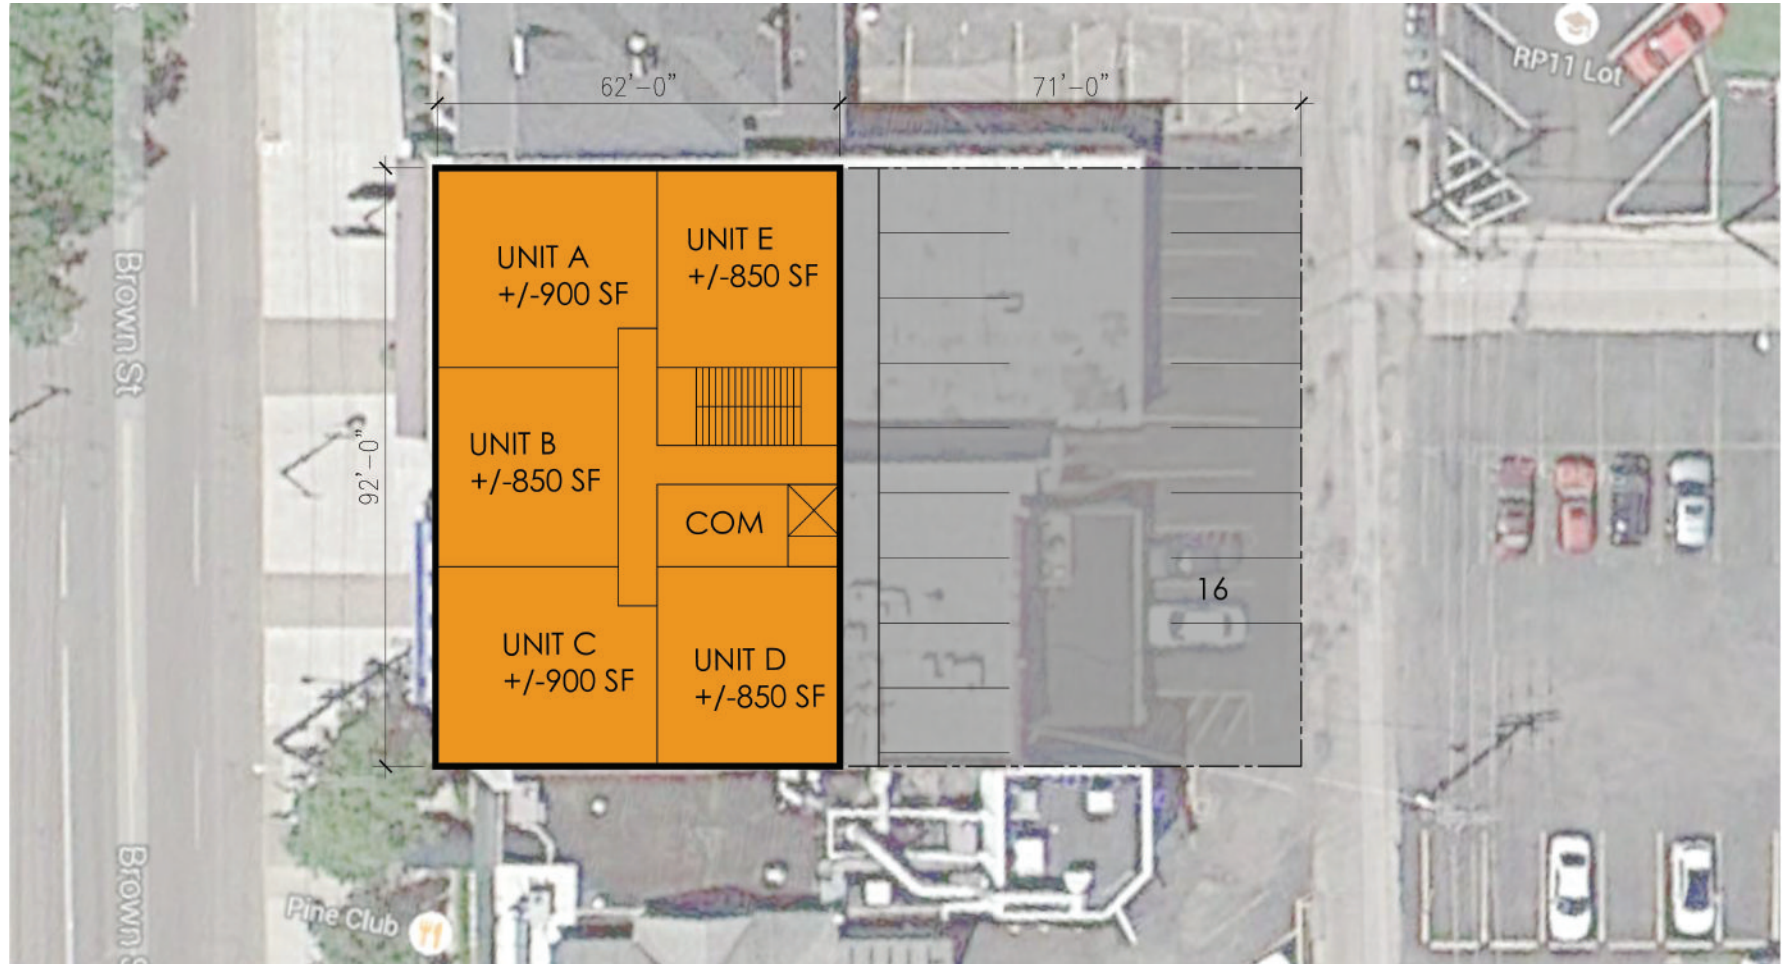 RP11 Lot
62'-0"
71'-0"
UNIT A
+/-900 SF
UNIT E
+/-850 SF
Brown St
92'-0"
UNIT B
+/-850 SF
COM
16
UNIT C
+/-900 SF
UNIT D
+/-850 SF
Brown S
Pine Club